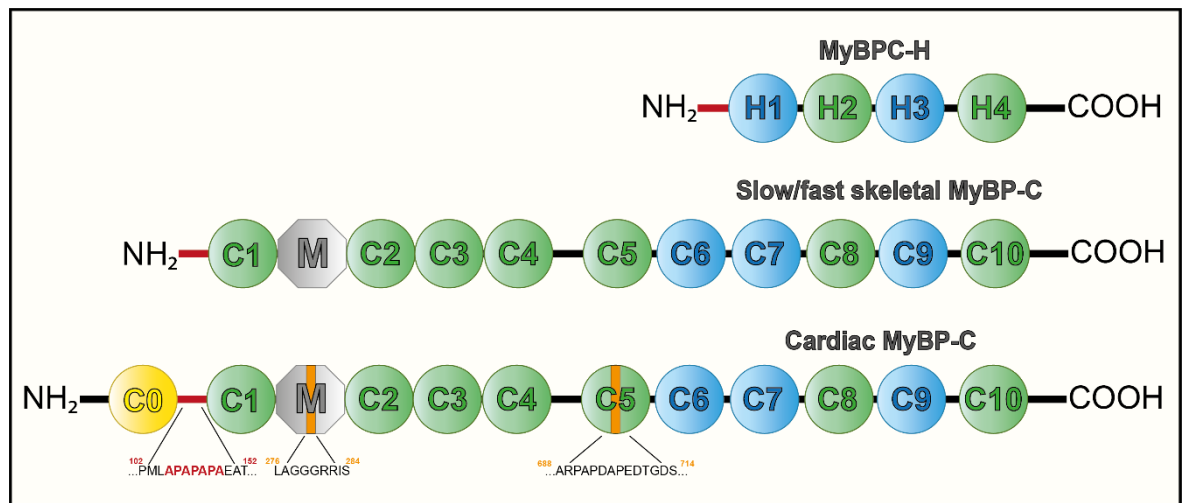 MyBPC-H
NH₂ H1 H2 H3 H4 COOH
Slow/fast skeletal MyBP-C
NH₂ C1 M C2 C3 C4 C5 C6 C7 C8 C9 C10 COOH
Cardiac MyBP-C
NH₂ C0 C1 M C2 C3 C4 C5 C6 C7 C8 C9 C10 COOH
102 152 276 284 688 714
...PMLAPAPAPAEAT... LAGGGRRIS ...ARPAPDAPEDTGDS...